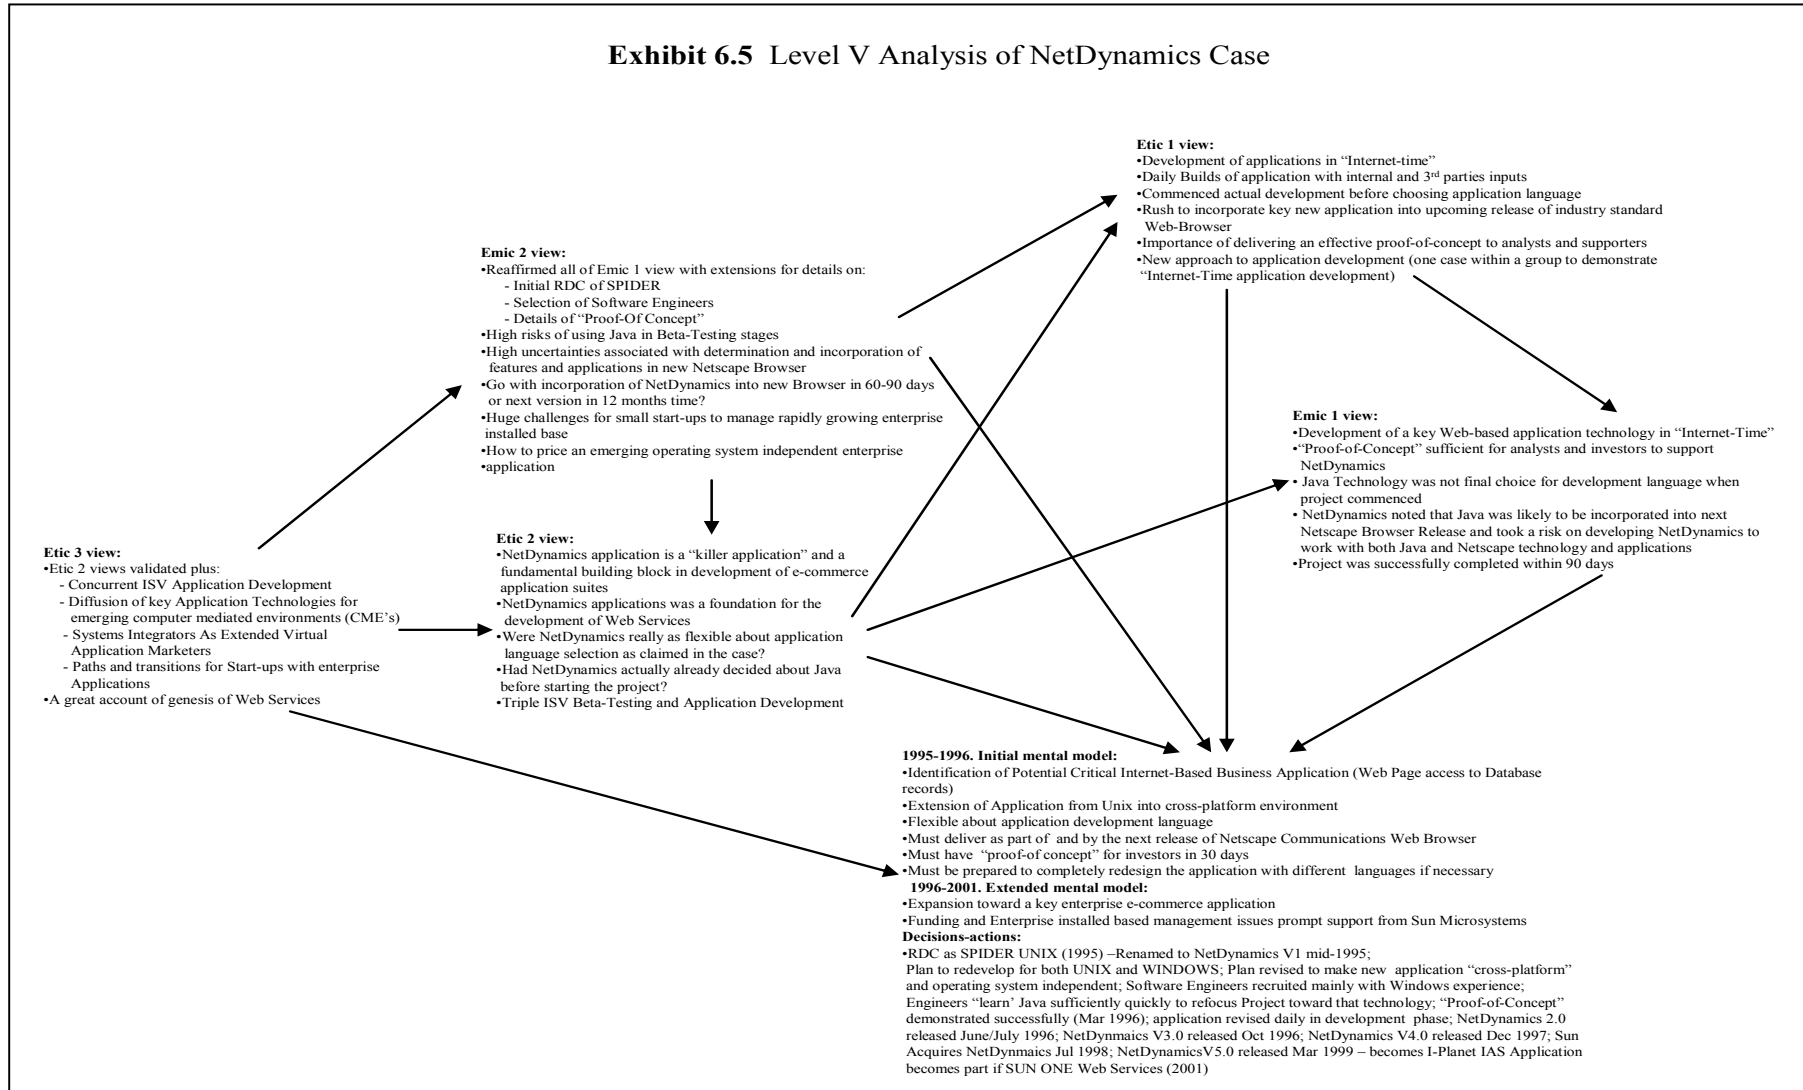 Exhibit 6.5 Level V Analysis of NetDynamics Case
Etic 1 view:
•Development of applications in “Internet-time”
•Daily Builds of application with internal and 3rd parties inputs
•Commenced actual development before choosing application language
•Rush to incorporate key new application into upcoming release of industry standard
Web-Browser
•Importance of delivering an effective proof-of-concept to analysts and supporters
•New approach to application development (one case within a group to demonstrate
“Internet-Time application development)
Emic 2 view:
•Reaffirmed all of Emic 1 view with extensions for details on:
- Initial RDC of SPIDER
- Selection of Software Engineers
- Details of “Proof-Of Concept”
•High risks of using Java in Beta-Testing stages
•High uncertainties associated with determination and incorporation of
features and applications in new Netscape Browser
•Go with incorporation of NetDynamics into new Browser in 60-90 days
or next version in 12 months time?
•Huge challenges for small start-ups to manage rapidly growing enterprise
installed base
•How to price an emerging operating system independent enterprise
•application
Emic 1 view:
•Development of a key Web-based application technology in “Internet-Time”
•“Proof-of-Concept” sufficient for analysts and investors to support
NetDynamics
• Java Technology was not final choice for development language when
project commenced
• NetDynamics noted that Java was likely to be incorporated into next
Netscape Browser Release and took a risk on developing NetDynamics to
work with both Java and Netscape technology and applications
•Project was successfully completed within 90 days
Etic 3 view:
•Etic 2 views validated plus:
- Concurrent ISV Application Development
- Diffusion of key Application Technologies for
emerging computer mediated environments (CME’s)
- Systems Integrators As Extended Virtual
Application Marketers
- Paths and transitions for Start-ups with enterprise
Applications
•A great account of genesis of Web Services
Etic 2 view:
•NetDynamics application is a “killer application” and a
fundamental building block in development of e-commerce
application suites
•NetDynamics applications was a foundation for the
development of Web Services
•Were NetDynamics really as flexible about application
language selection as claimed in the case?
•Had NetDynamics actually already decided about Java
before starting the project?
•Triple ISV Beta-Testing and Application Development
1995-1996. Initial mental model:
•Identification of Potential Critical Internet-Based Business Application (Web Page access to Database
records)
•Extension of Application from Unix into cross-platform environment
•Flexible about application development language
•Must deliver as part of and by the next release of Netscape Communications Web Browser
•Must have “proof-of concept” for investors in 30 days
•Must be prepared to completely redesign the application with different languages if necessary
1996-2001. Extended mental model:
•Expansion toward a key enterprise e-commerce application
•Funding and Enterprise installed based management issues prompt support from Sun Microsystems
Decisions-actions:
•RDC as SPIDER UNIX (1995) –Renamed to NetDynamics V1 mid-1995;
Plan to redevelop for both UNIX and WINDOWS; Plan revised to make new application “cross-platform”
and operating system independent; Software Engineers recruited mainly with Windows experience;
Engineers “learn’ Java sufficiently quickly to refocus Project toward that technology; “Proof-of-Concept”
demonstrated successfully (Mar 1996); application revised daily in development phase; NetDynamics 2.0
released June/July 1996; NetDynmaics V3.0 released Oct 1996; NetDynamics V4.0 released Dec 1997; Sun
Acquires NetDynmaics Jul 1998; NetDynamicsV5.0 released Mar 1999 – becomes I-Planet IAS Application
becomes part if SUN ONE Web Services (2001)